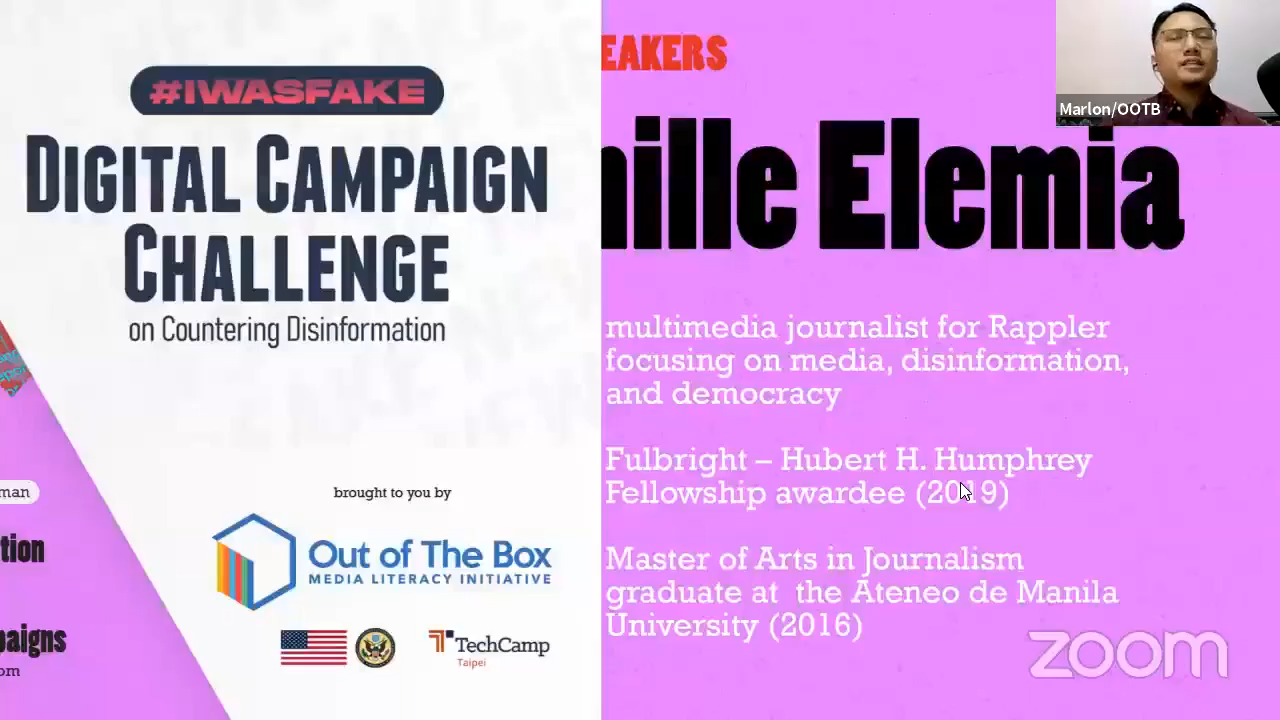 #IWASFAKE
DIGITAL CAMPAIGN
CHALLENGE
on Countering Disinformation
brought to you by
Out of The Box
MEDIA LITERACY INITIATIVE
TechCamp
Taipei
man
tion
paigns
om
EAKERS
ille Elemia
multimedia journalist for Rappler
focusing on media, disinformation,
and democracy
Fulbright – Hubert H. Humphrey
Fellowship awardee (2019)
Master of Arts in Journalism
graduate at the Ateneo de Manila
University (2016)
Marlon/OOTB
zoom